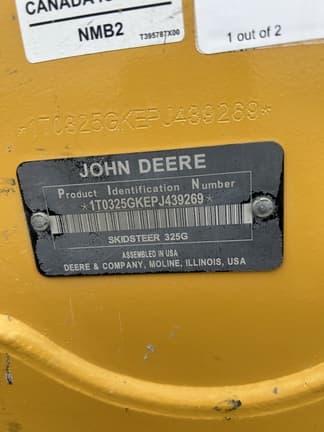 NMB2
T395787X00
1 out of 2
*1T0325GKEPJ439269*
JOHN DEERE
Product Identification Number
*1T0325GKEPJ439269*
SKIDSTEER 325G
ASSEMBLED IN USA
DEERE & COMPANY, MOLINE, ILLINOIS, USA